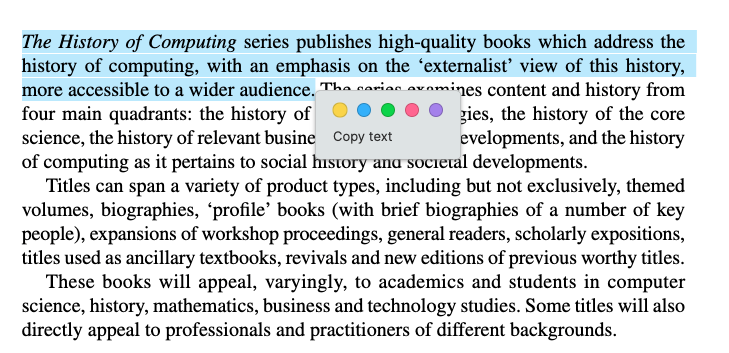 The History of Computing series publishes high-quality books which address the
history of computing, with an emphasis on the ‘externalist’ view of this history,
more accessible to a wider audience. The series examines content and history from
four main quadrants: the history of gies, the history of the core
science, the history of relevant busine evelopments, and the history
Copy text
of computing as it pertains to social history and societal developments.
Titles can span a variety of product types, including but not exclusively, themed
volumes, biographies, ‘profile’ books (with brief biographies of a number of key
people), expansions of workshop proceedings, general readers, scholarly expositions,
titles used as ancillary textbooks, revivals and new editions of previous worthy titles.
These books will appeal, varyingly, to academics and students in computer
science, history, mathematics, business and technology studies. Some titles will also
directly appeal to professionals and practitioners of different backgrounds.